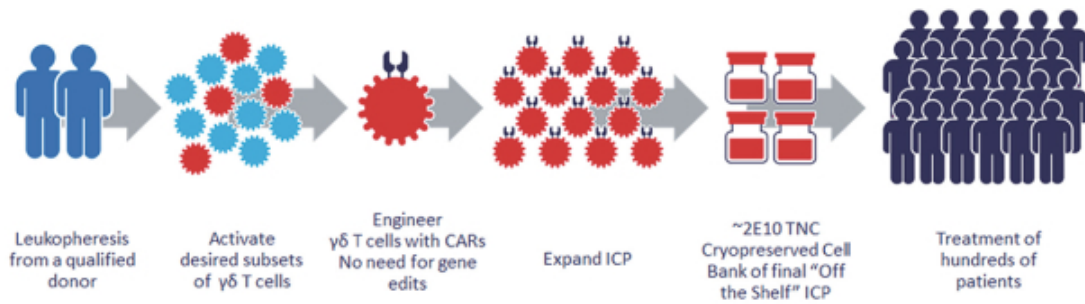 Leukopheresis
from a qualified
donor
Activate
desired subsets
of γδ T cells
Engineer
γδ T cells with CARs
No need for gene
edits
Expand ICP
~2E10 TNC
Cryopreserved Cell
Bank of final “Off
the Shelf” ICP
Treatment of
hundreds of
patients